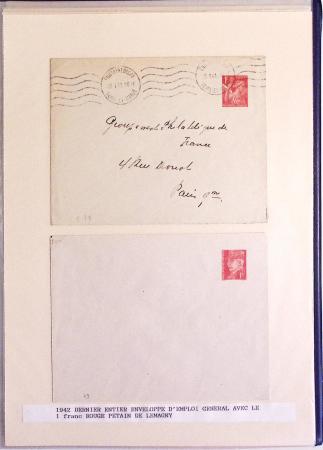 Groupement Philatélique de
France
4 Rue Drouot
Paris 9me
1942 DERNIER ENTIER ENVELOPPE D'EMPLOI GENERAL AVEC LE
1 franc ROUGE PETAIN DE LEMAGNY